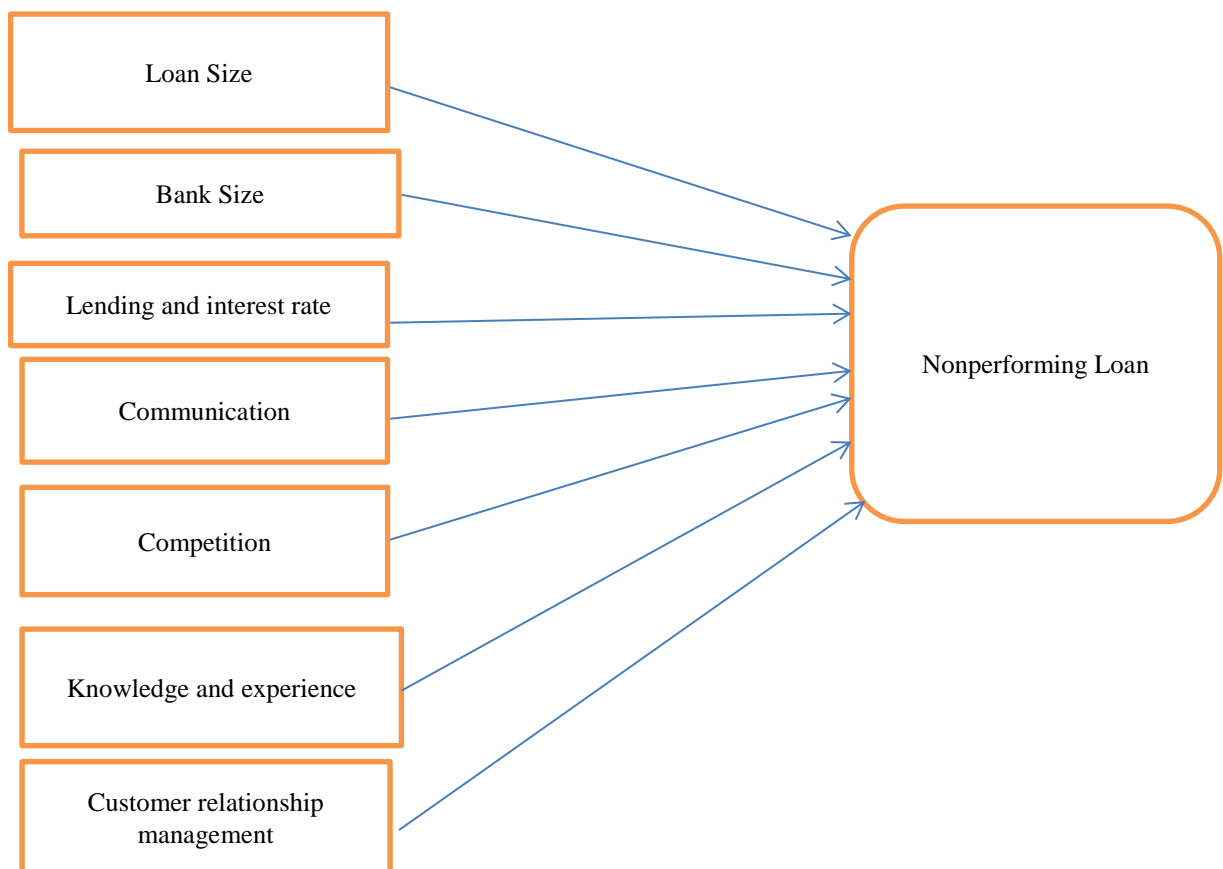 Loan Size
Bank Size
Lending and interest rate
Communication
Competition
Knowledge and experience
Customer relationship
management
Nonperforming Loan